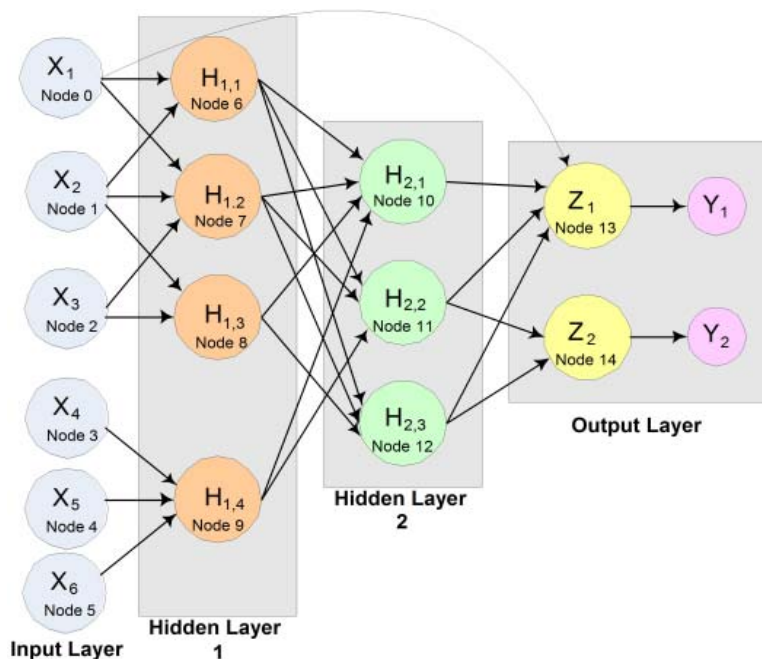 X1
Node 0
X2
Node 1
X3
Node 2
X4
Node 3
X5
Node 4
X6
Node 5
Input Layer
H1,1
Node 6
H1.2
Node 7
H1,3
Node 8
H1,4
Node 9
Hidden Layer
1
H2,1
Node 10
H2,2
Node 11
H2,3
Node 12
Hidden Layer
2
Z1
Node 13
Z2
Node 14
Y1
Y2
Output Layer